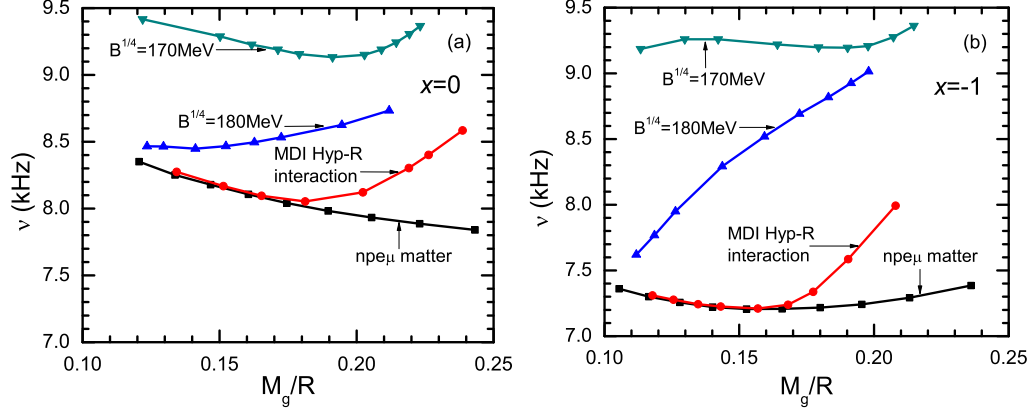 9.5
9.0
8.5
8.0
7.5
7.0
ν (kHz)
(a)
B1/4=170MeV
x=0
B1/4=180MeV
MDI Hyp-R
interaction
npeμ matter
0.10 0.15 0.20 0.25
Mg/R
9.5
9.0
8.5
8.0
7.5
7.0
ν (kHz)
(b)
B1/4=170MeV
x=-1
B1/4=180MeV
MDI Hyp-R
interaction
npeμ matter
0.10 0.15 0.20 0.25
Mg/R